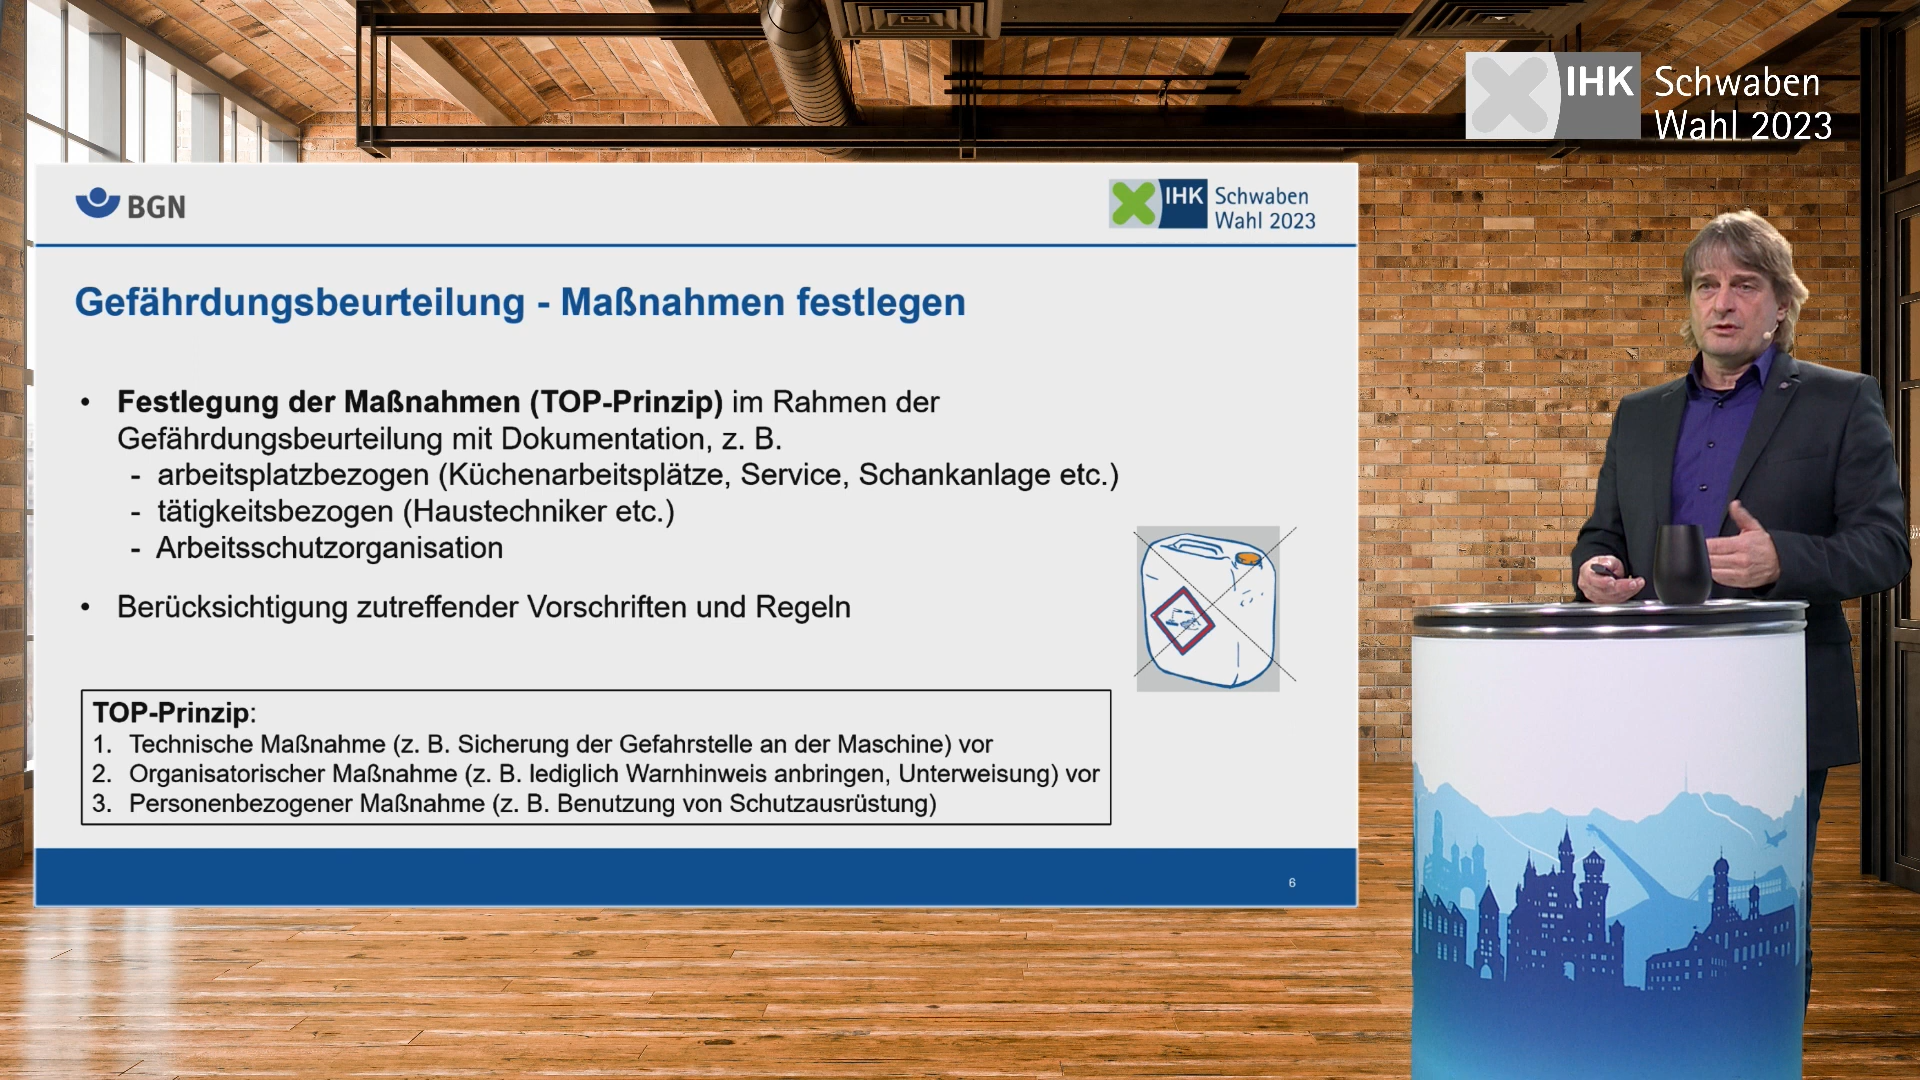 IHK Schwaben
Wahl 2023
BGN
IHK Schwaben
Wahl 2023
Gefährdungsbeurteilung - Maßnahmen festlegen
• Festlegung der Maßnahmen (TOP-Prinzip) im Rahmen der
Gefährdungsbeurteilung mit Dokumentation, z. B.
- arbeitsplatzbezogen (Küchenarbeitsplätze, Service, Schankanlage etc.)
- tätigkeitsbezogen (Haustechniker etc.)
- Arbeitsschutzorganisation
• Berücksichtigung zutreffender Vorschriften und Regeln
TOP-Prinzip:
1. Technische Maßnahme (z. B. Sicherung der Gefahrstelle an der Maschine) vor
2. Organisatorischer Maßnahme (z. B. lediglich Warnhinweis anbringen, Unterweisung) vor
3. Personenbezogener Maßnahme (z. B. Benutzung von Schutzausrüstung)
6